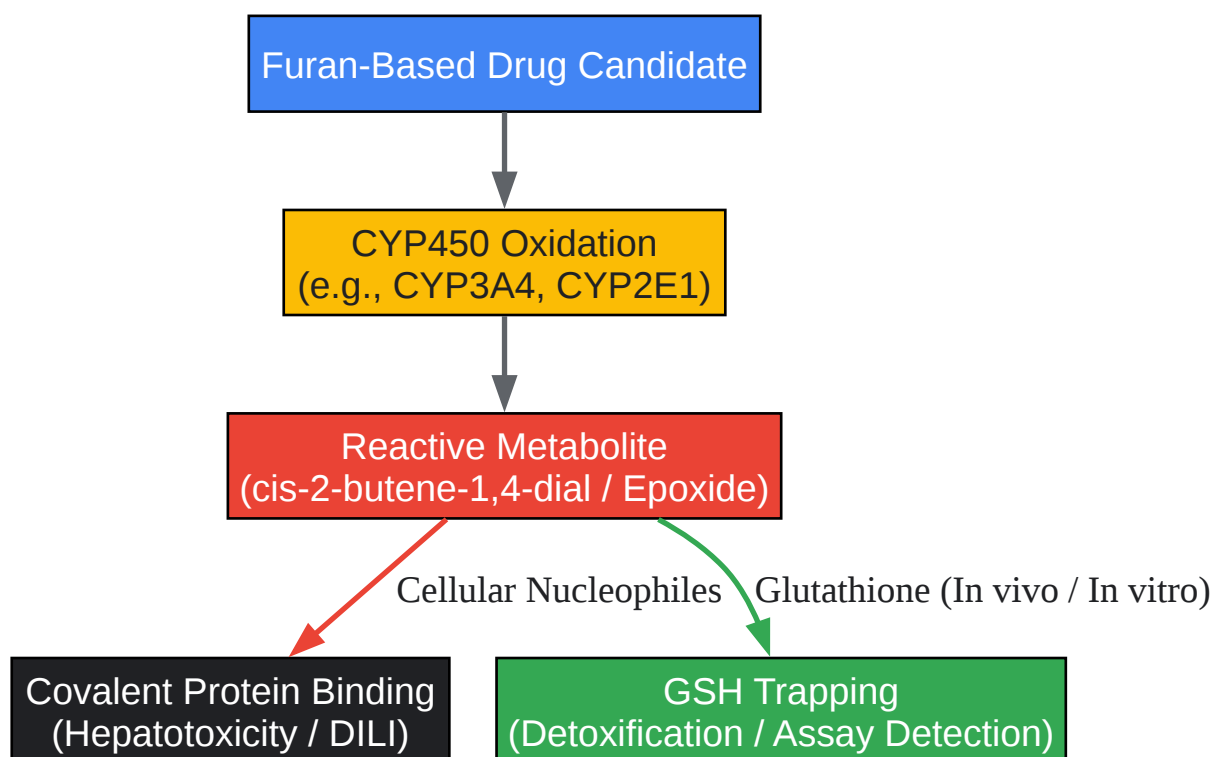 Furan-Based Drug Candidate
CYP450 Oxidation
(e.g., CYP3A4, CYP2E1)
Reactive Metabolite
(cis-2-butene-1,4-dial / Epoxide)
Cellular Nucleophiles
Glutathione (In vivo / In vitro)
Covalent Protein Binding
(Hepatotoxicity / DILI)
GSH Trapping
(Detoxification / Assay Detection)